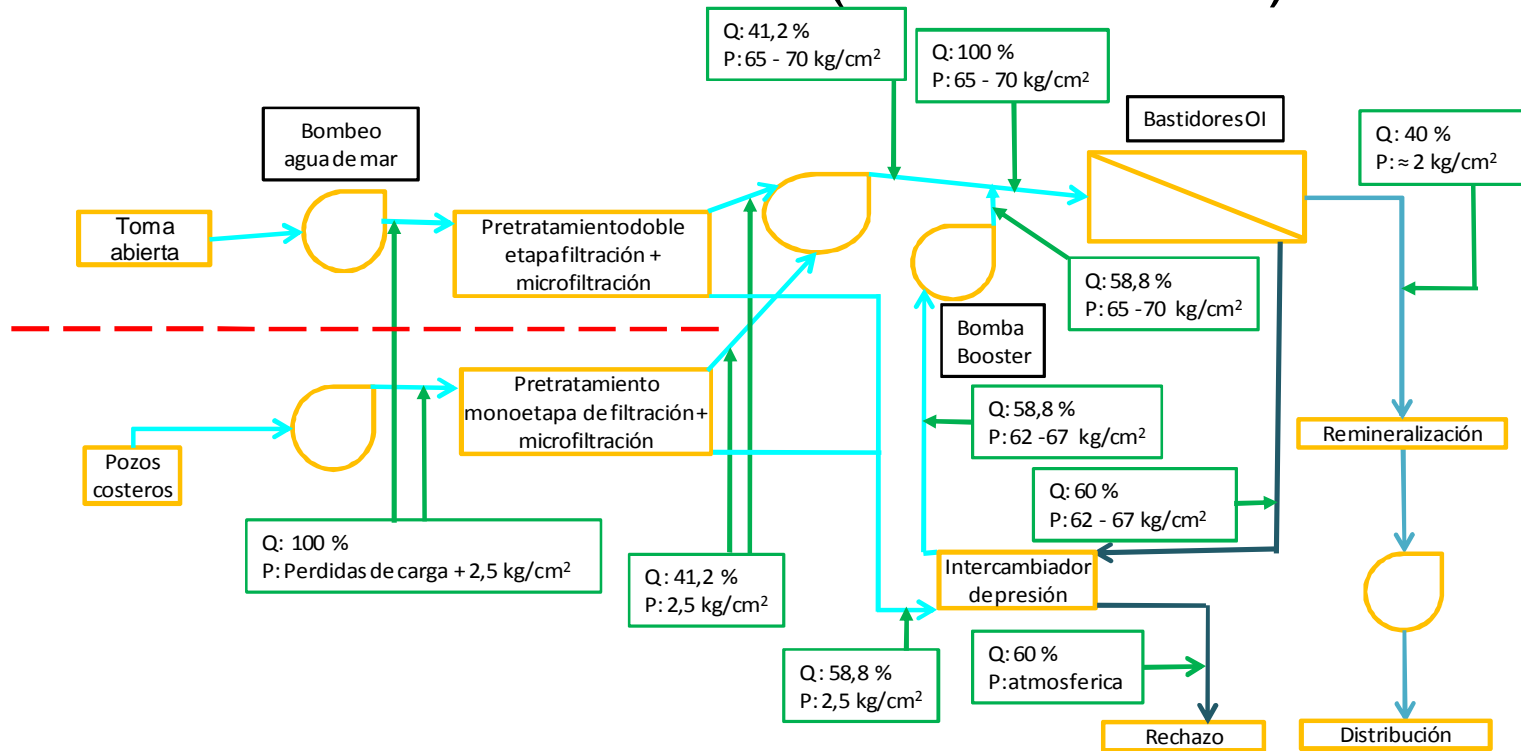 Q: 41,2 %
P: 65 - 70 kg/cm²
Q: 100 %
P: 65 - 70 kg/cm²
Bastidores OI
Q: 40 %
P: ≈ 2 kg/cm²
Bombeo
agua de mar
Toma
abierta
Pretratamiento doble
etapa filtración +
microfiltración
Q: 58,8 %
P: 65 -70 kg/cm²
Bomba
Booster
Pretratamiento
monoetapa de filtración +
microfiltración
Q: 58,8 %
P: 62 -67 kg/cm²
Remineralización
Pozos
costeros
Q: 60 %
P: 62 - 67 kg/cm²
Q: 100 %
P: Perdidas de carga + 2,5 kg/cm²
Q: 41,2 %
P: 2,5 kg/cm²
Intercambiador
de presión
Q: 58,8 %
P: 2,5 kg/cm²
Q: 60 %
P: atmosferica
Rechazo
Distribución